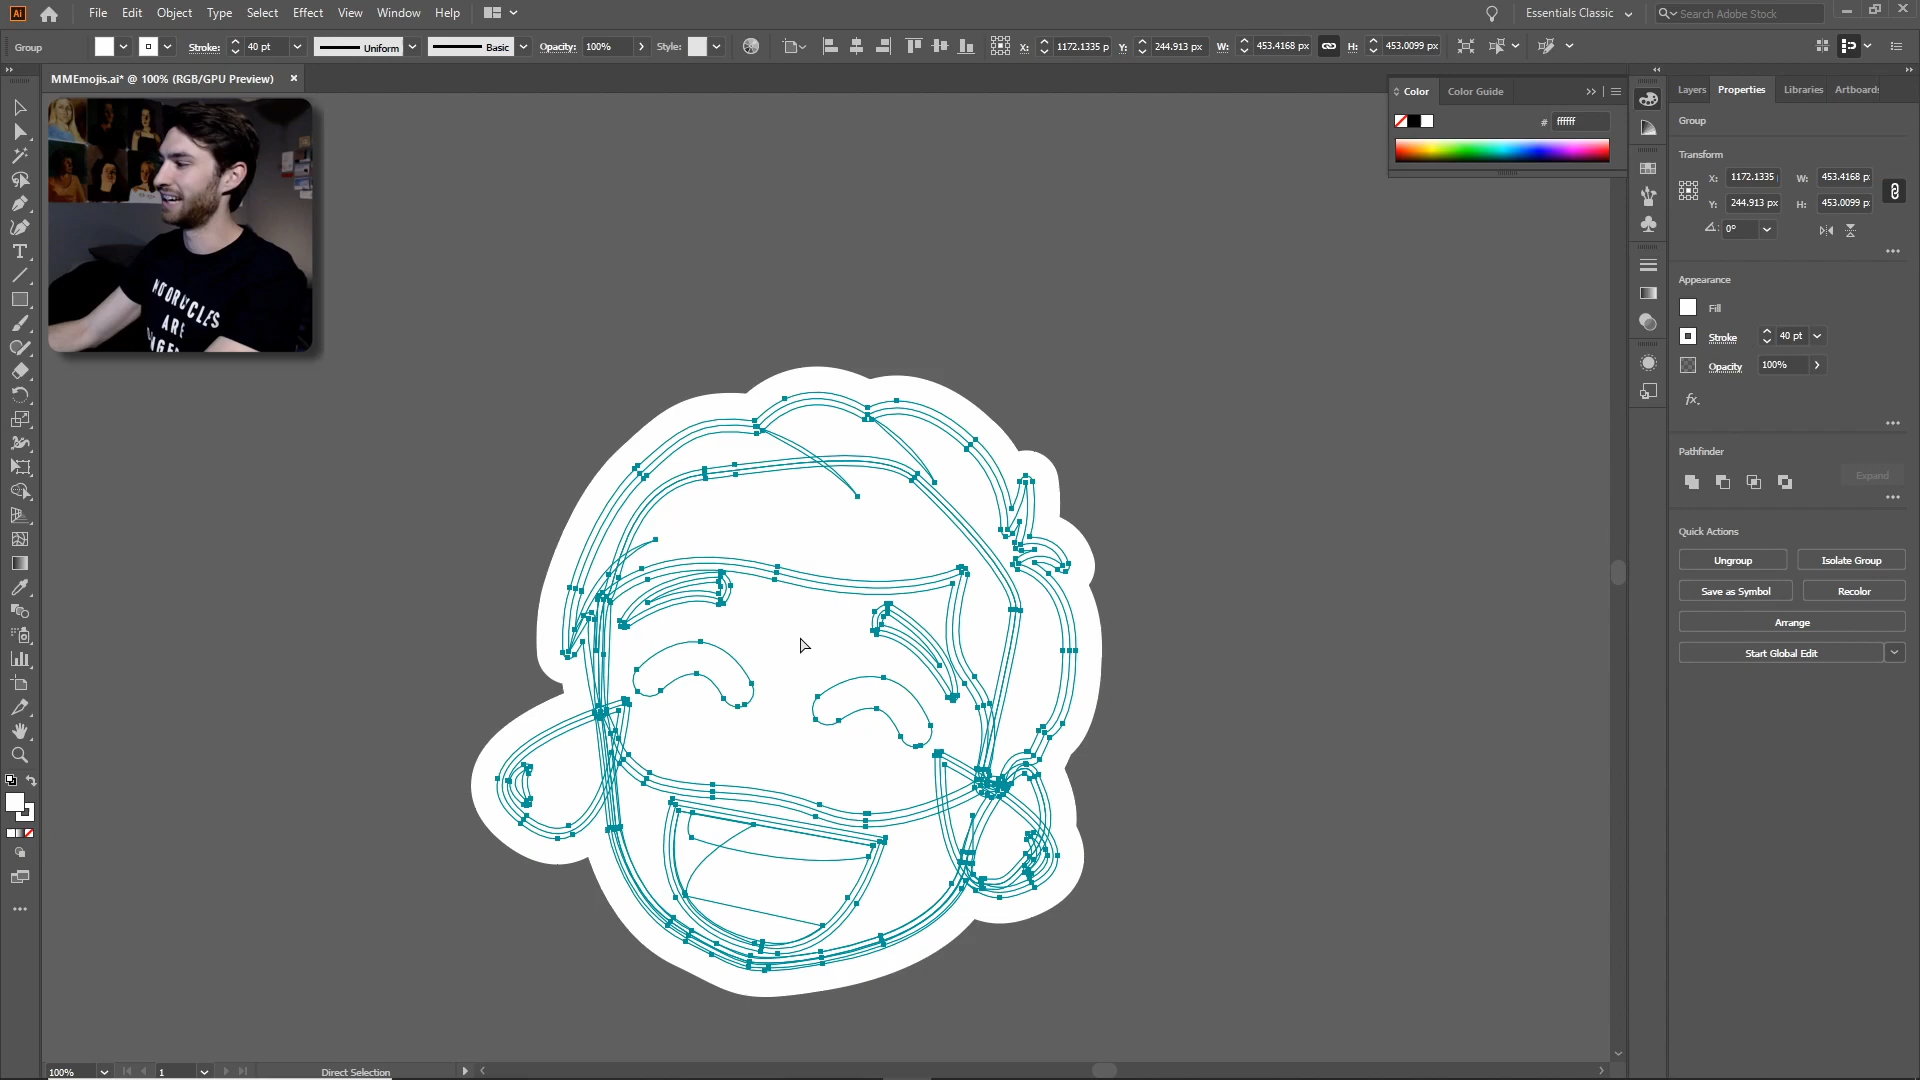 Ai File Edit Object Type Select Effect View Window Help Essentials Classic Search Adobe Stock
Group Stroke: 40 pt Uniform Basic Opacity: 100% Style: X: 1172.1335 p Y: 244.913 px W: 453.4168 px H: 453.0099 px
MMEmojis.ai* @ 100% (RGB/GPU Preview)
Color Color Guide
# ffffff
Layers Properties Libraries Artboards
Group
Transform
X: 1172.1335 W: 453.4168 p
Y: 244.913 px H: 453.0099 p
0°
Appearance
Fill
Stroke 40 pt
Opacity 100%
fx.
Pathfinder
Expand
Quick Actions
Ungroup Isolate Group
Save as Symbol Recolor
Arrange
Start Global Edit
MOTORCYCLES
ARE
100% 1 Direct Selection